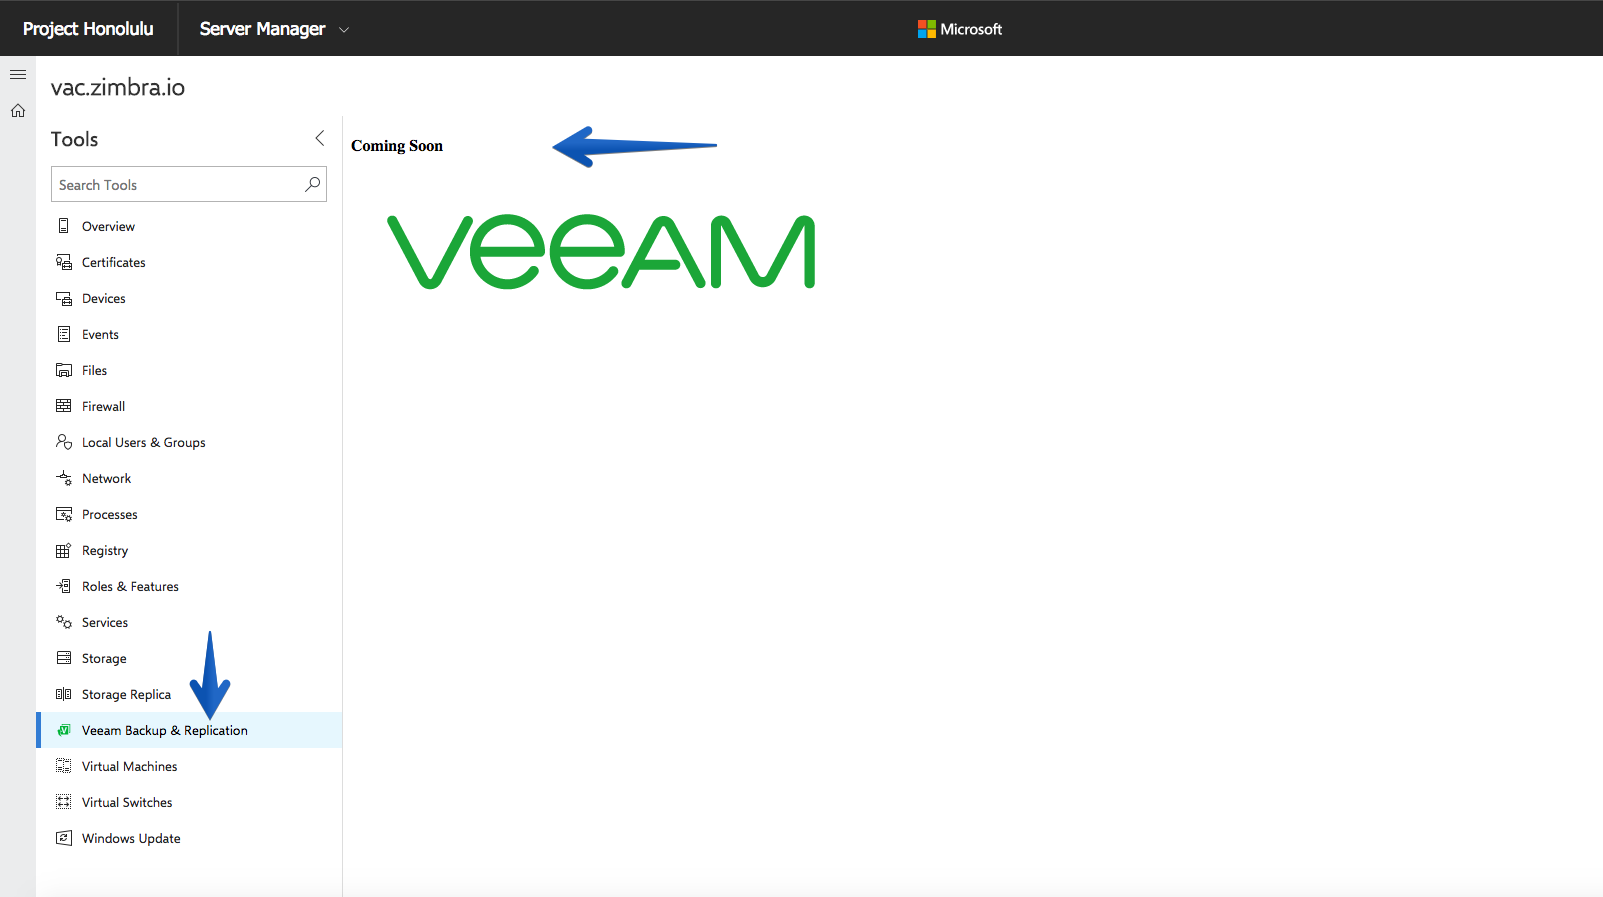 Project Honolulu
Server Manager
Microsoft
vac.zimbra.io
Tools
Search Tools
Overview
Certificates
Devices
Events
Files
Firewall
Local Users & Groups
Network
Processes
Registry
Roles & Features
Services
Storage
Storage Replica
Veeam Backup & Replication
Virtual Machines
Virtual Switches
Windows Update
Coming Soon
veeAM